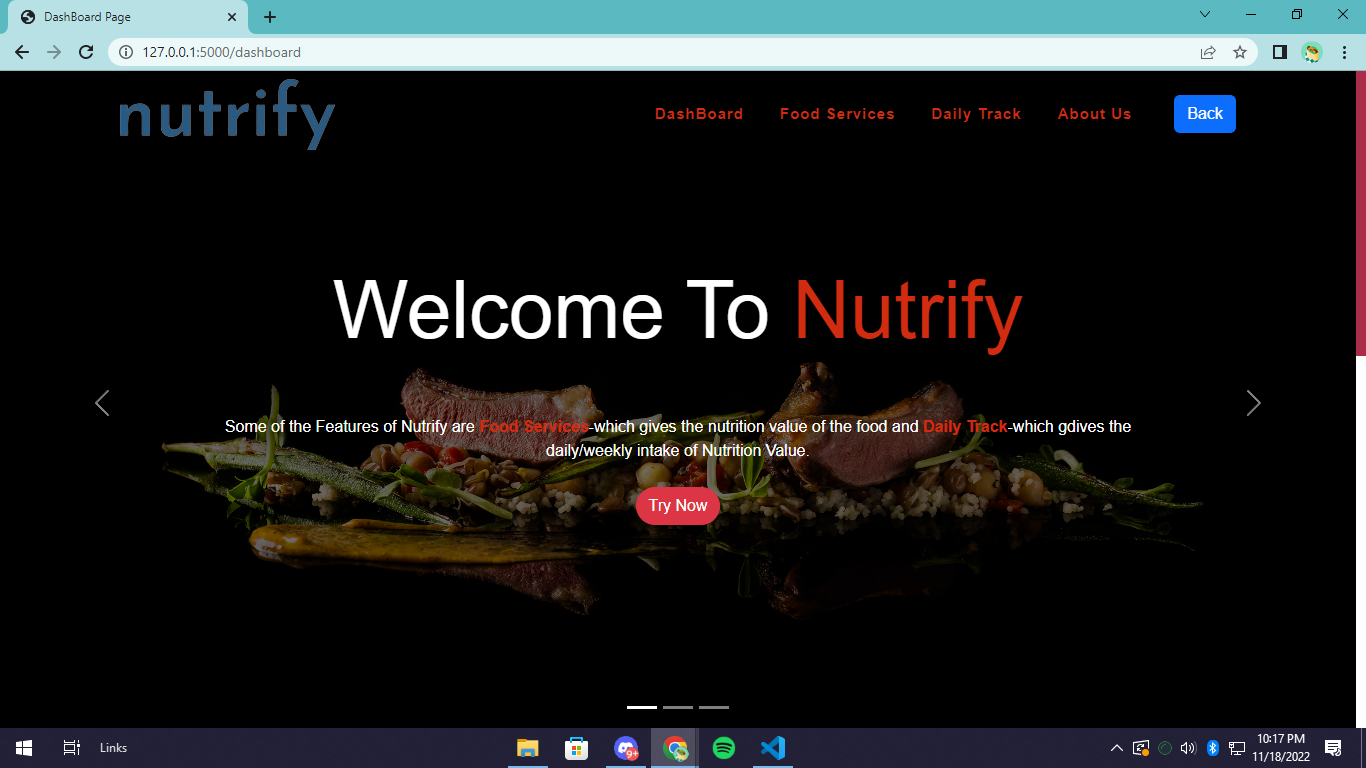 DashBoard Page
127.0.0.1:5000/dashboard
nutrify
DashBoard Food Services Daily Track About Us Back
Welcome To Nutrify
Some of the Features of Nutrify are Food Services-which gives the nutrition value of the food and Daily Track-which gdives the
daily/weekly intake of Nutrition Value.
Try Now
Links
9+
10:17 PM
11/18/2022